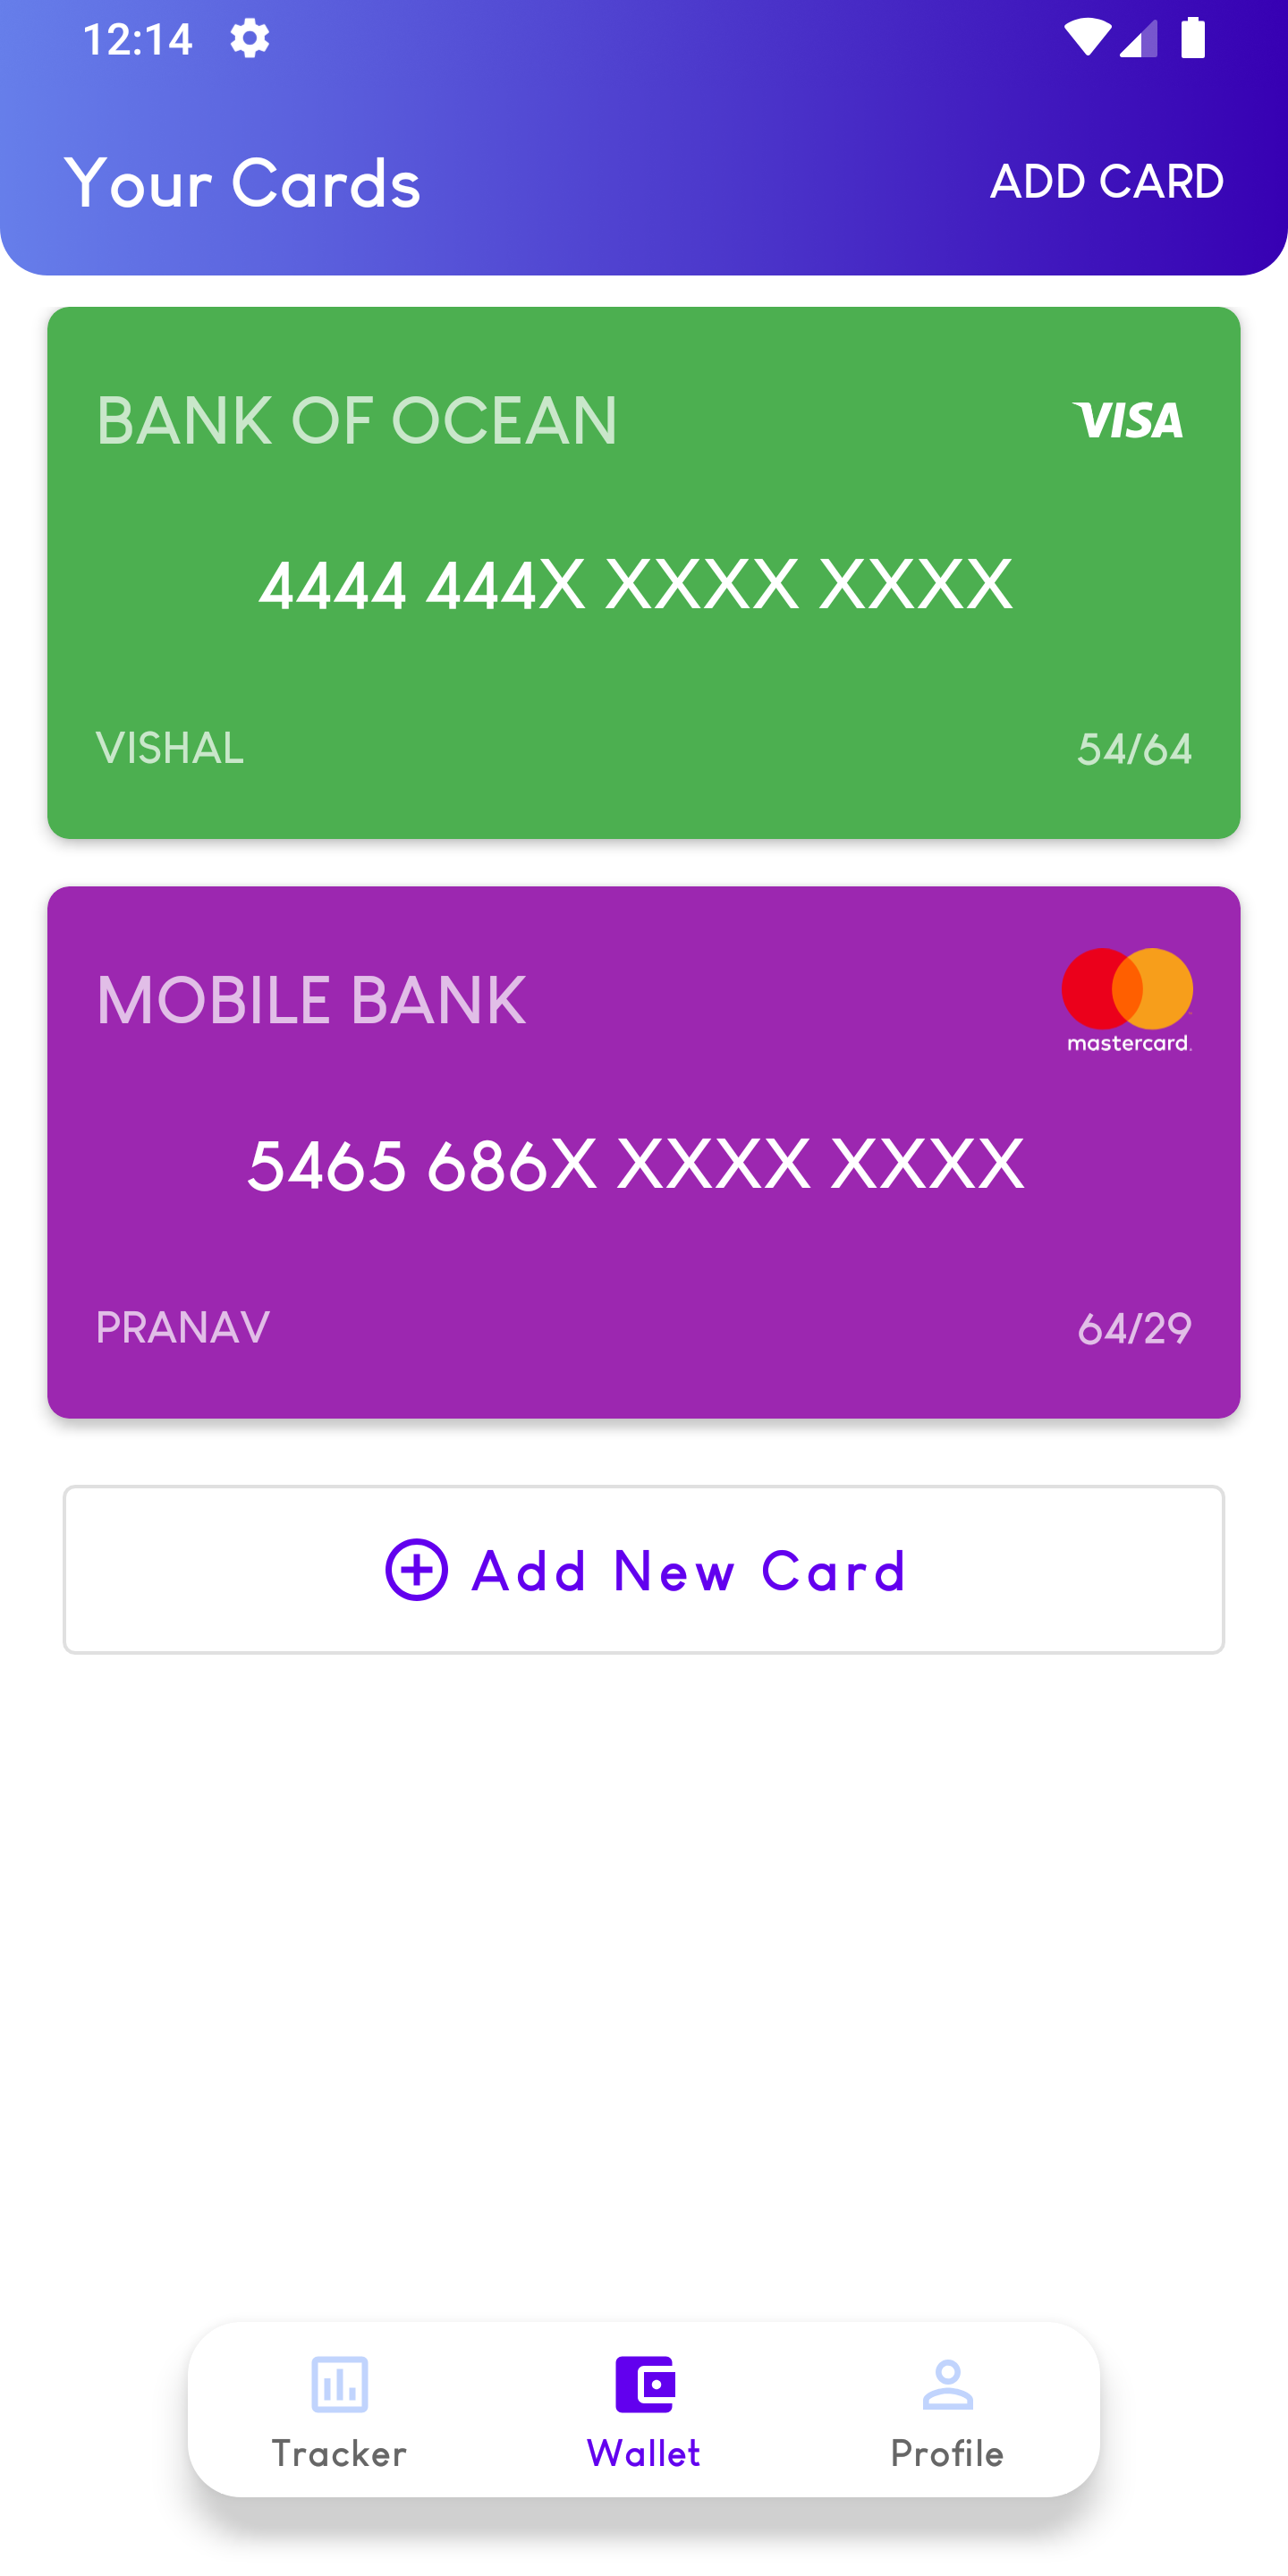 12:14
Your Cards
ADD CARD
BANK OF OCEAN
VISA
4444 444X XXXX XXXX
VISHAL
54/64
MOBILE BANK
mastercard.
5465 686X XXXX XXXX
PRANAV
64/29
Add New Card
Tracker
Wallet
Profile